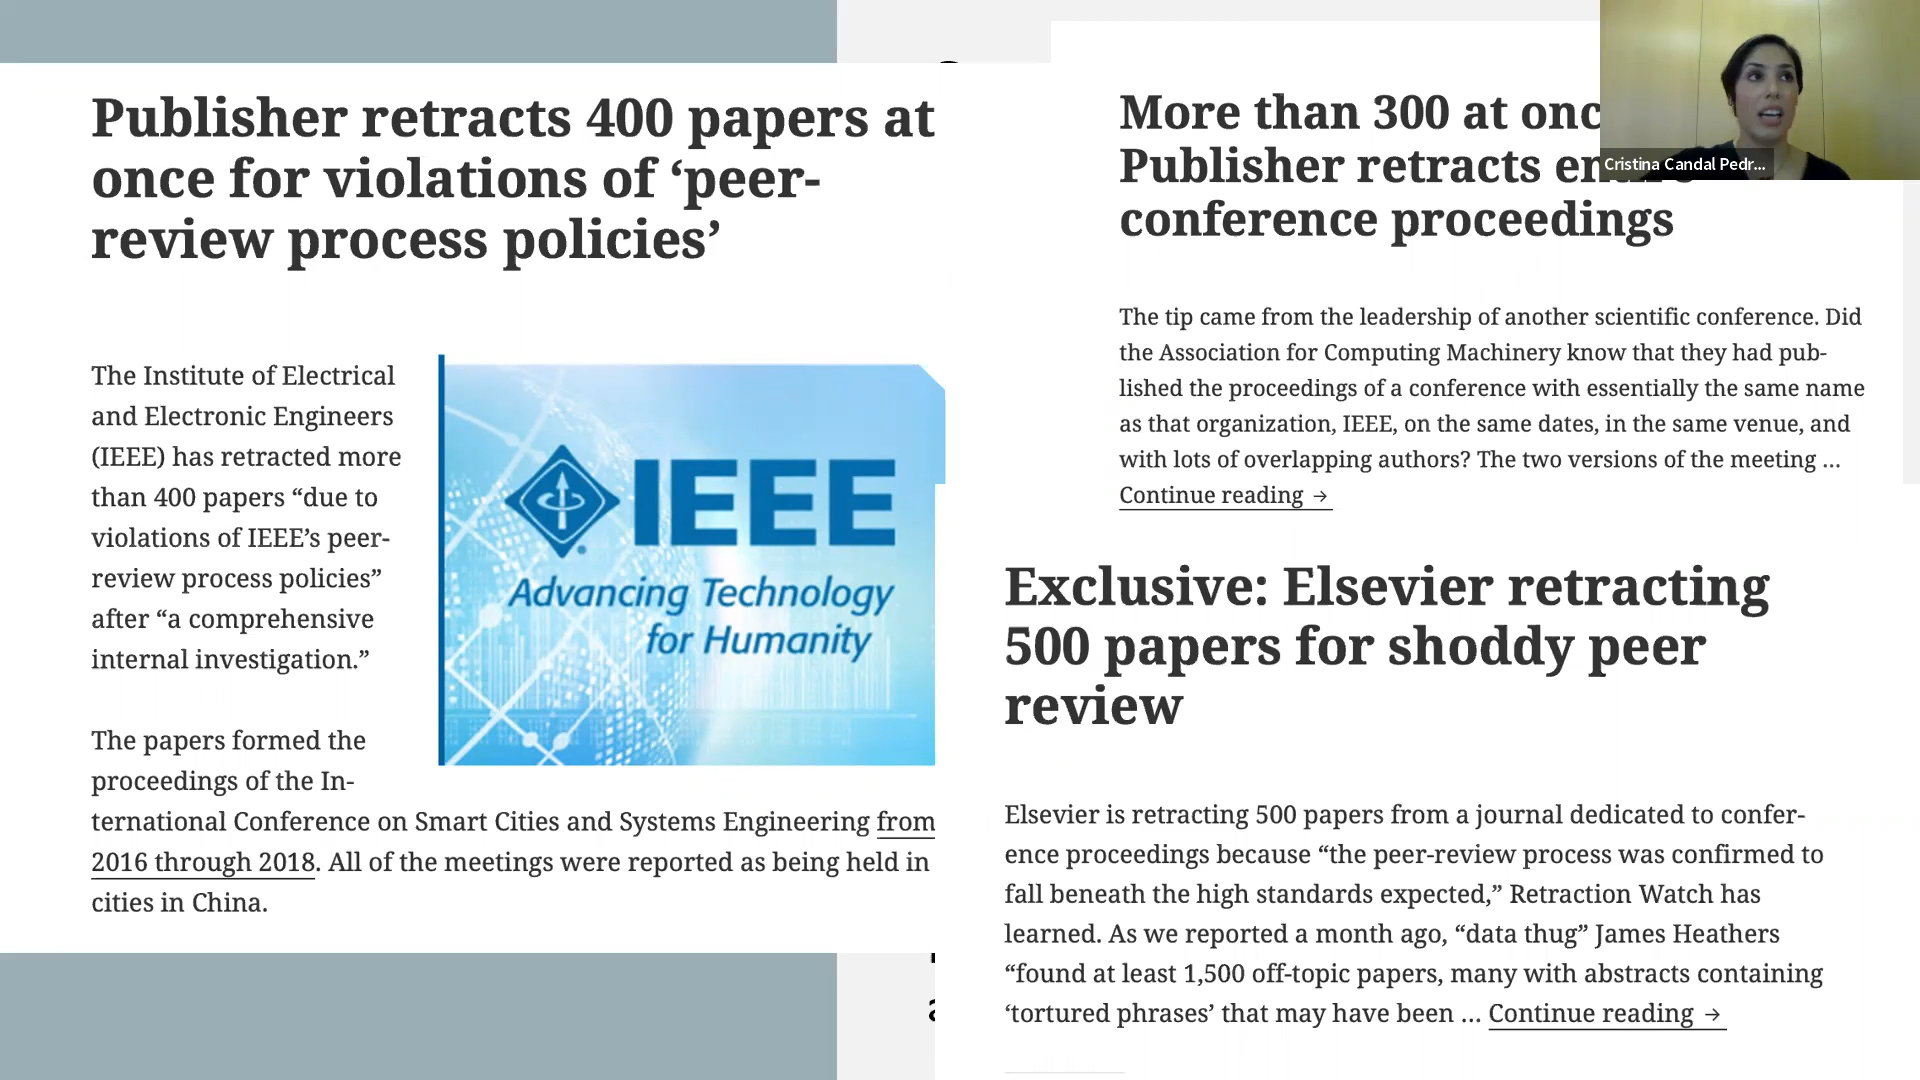 Publisher retracts 400 papers at
once for violations of ‘peer-
review process policies’
The Institute of Electrical
and Electronic Engineers
(IEEE) has retracted more
than 400 papers “due to
violations of IEEE’s peer-
review process policies”
after “a comprehensive
internal investigation.”
IEEE
Advancing Technology
for Humanity
The papers formed the
proceedings of the In-
ternational Conference on Smart Cities and Systems Engineering from
2016 through 2018. All of the meetings were reported as being held in
cities in China.
More than 300 at onc
Publisher retracts entire
conference proceedings
Cristina Candal Pedr...
The tip came from the leadership of another scientific conference. Did
the Association for Computing Machinery know that they had pub-
lished the proceedings of a conference with essentially the same name
as that organization, IEEE, on the same dates, in the same venue, and
with lots of overlapping authors? The two versions of the meeting …
Continue reading →
Exclusive: Elsevier retracting
500 papers for shoddy peer
review
Elsevier is retracting 500 papers from a journal dedicated to confer-
ence proceedings because “the peer-review process was confirmed to
fall beneath the high standards expected,” Retraction Watch has
learned. As we reported a month ago, “data thug” James Heathers
“found at least 1,500 off-topic papers, many with abstracts containing
‘tortured phrases’ that may have been … Continue reading →